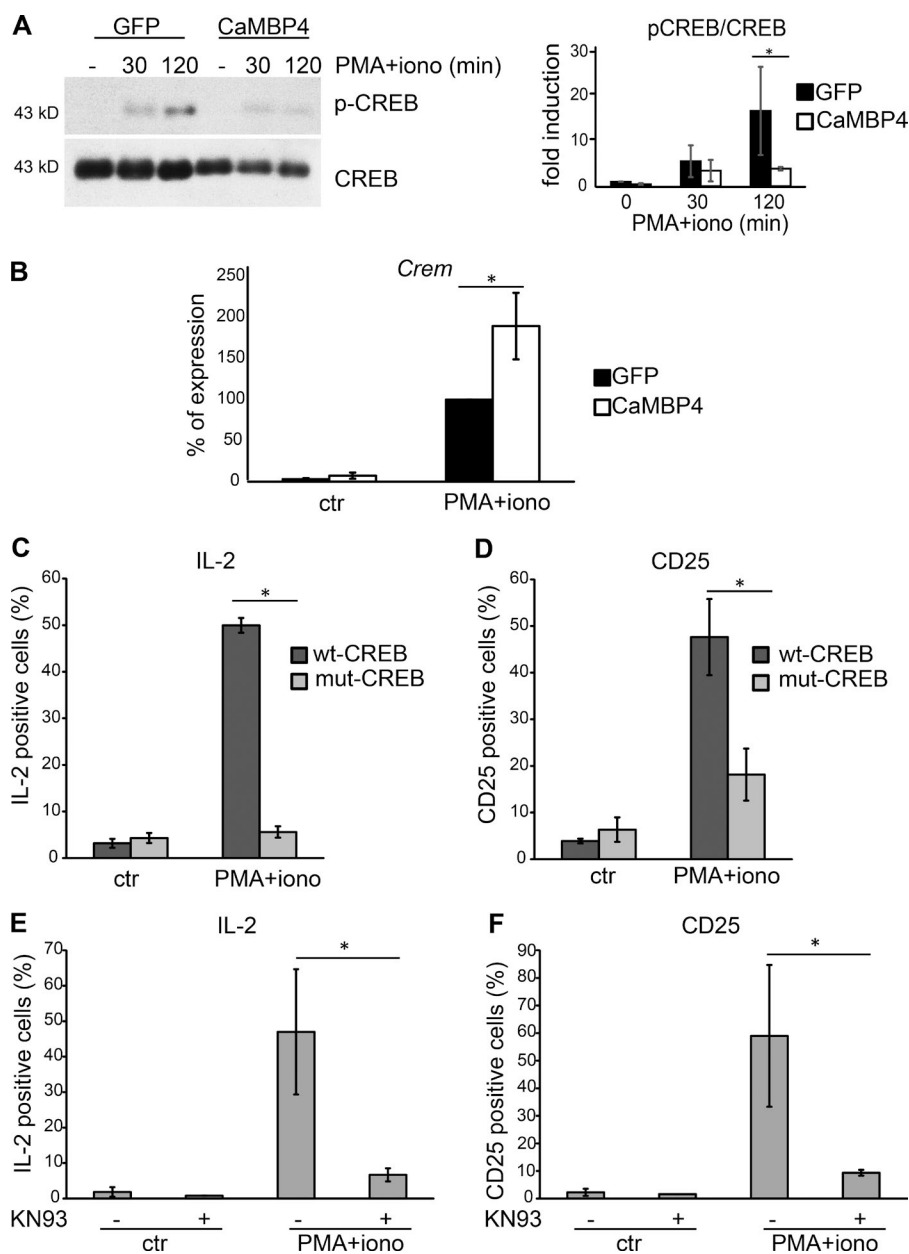 A
GFP CaMBP4
- 30 120 - 30 120 PMA+iono (min)
43 kD p-CREB
43 kD CREB
pCREB/CREB
fold induction
30
20
10
0
*
GFP
CaMBP4
0 30 120
PMA+iono (min)
B
Crem
% of expression
250
200
150
100
50
0
*
GFP
CaMBP4
ctr PMA+iono
C
IL-2
IL-2 positive cells (%)
60
50
40
30
20
10
0
*
wt-CREB
mut-CREB
ctr PMA+iono
D
CD25
CD25 positive cells (%)
60
50
40
30
20
10
0
*
wt-CREB
mut-CREB
ctr PMA+iono
E
IL-2
IL-2 positive cells (%)
70
60
50
40
30
20
10
0
*
KN93 - + - +
ctr PMA+iono
F
CD25
CD25 positive cells (%)
90
80
70
60
50
40
30
20
10
0
*
KN93 - + - +
ctr PMA+iono